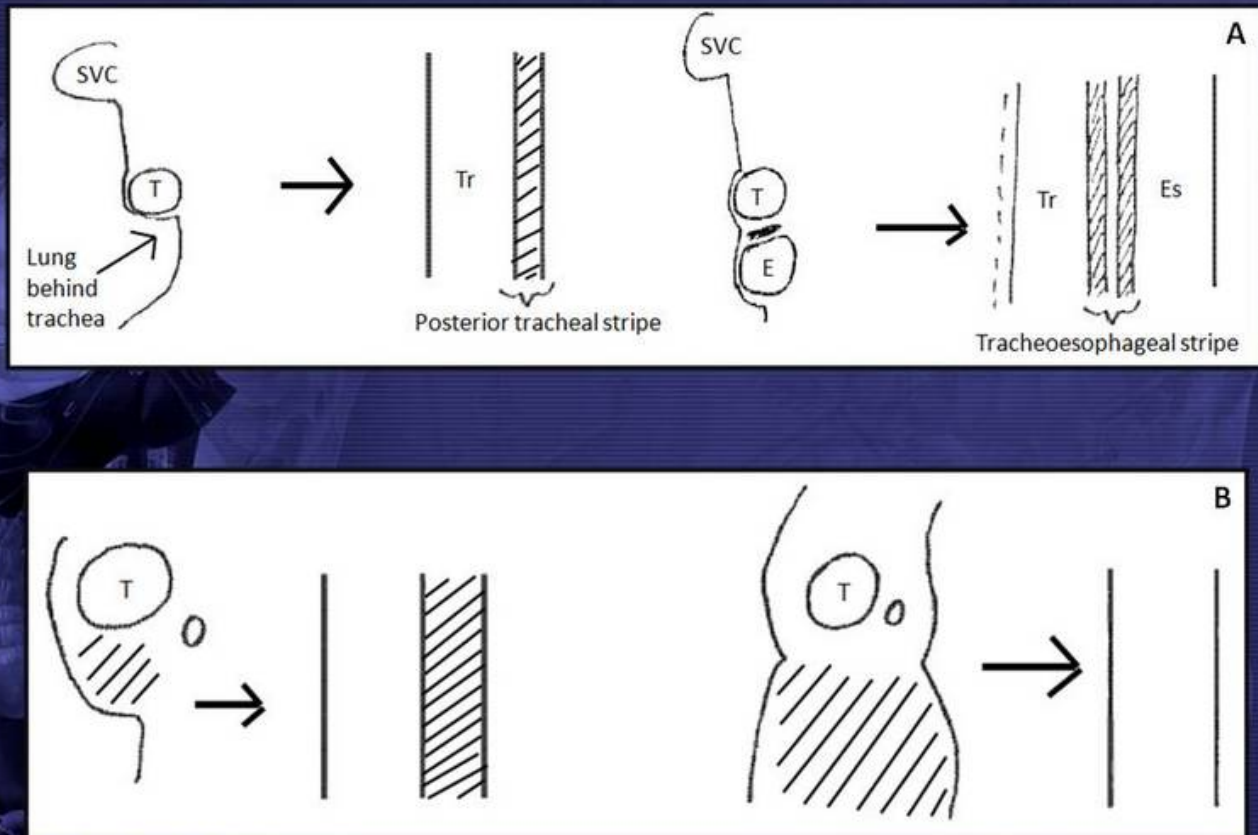 A
SVC
T
Lung
behind
trachea
Tr
Posterior tracheal stripe
SVC
T
E
Tr
Es
Tracheoesophageal stripe
B
T
T